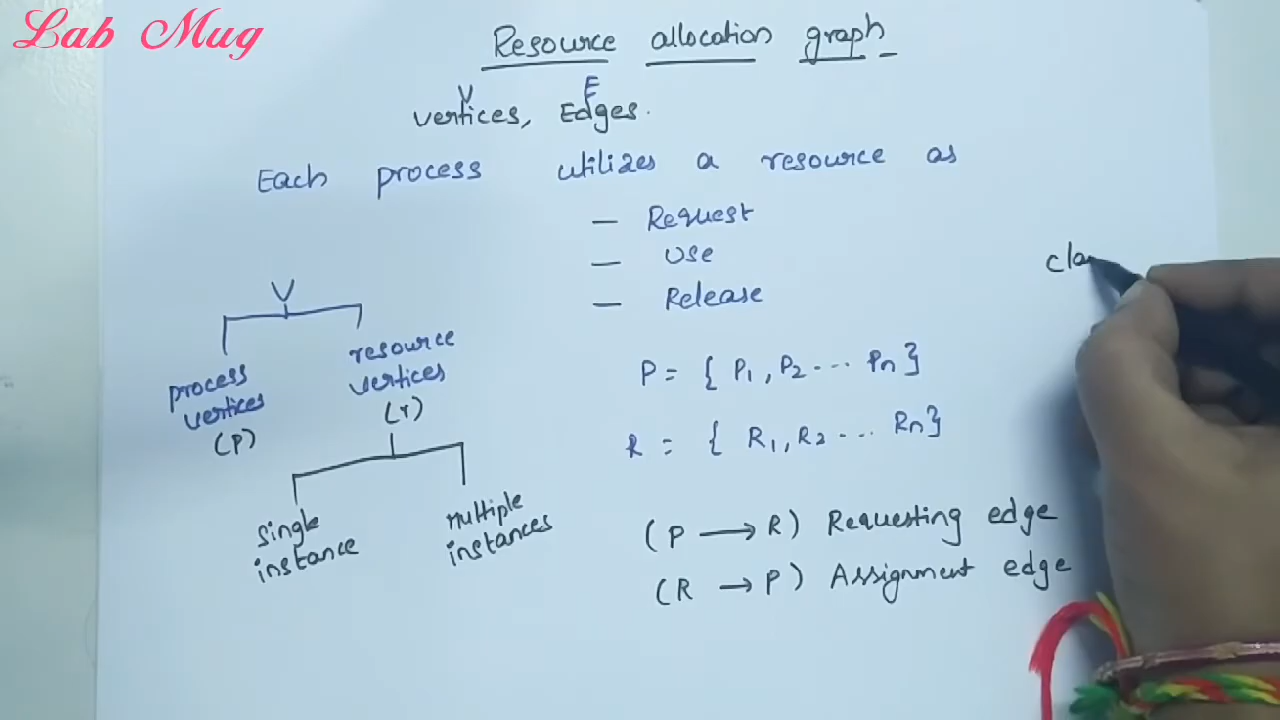 Lab Mug
Resource allocation graph
V E
vertices, Edges.
Each process utilizes a resource as
— Request
— Use
— Release
cla
V
process vertices (P)
resource vertices (r)
single instance
Multiple instances
P = { P1, P2 ... Pn }
R = { R1, R2 ... Rn }
(P → R) Requesting edge
(R → P) Assignment edge